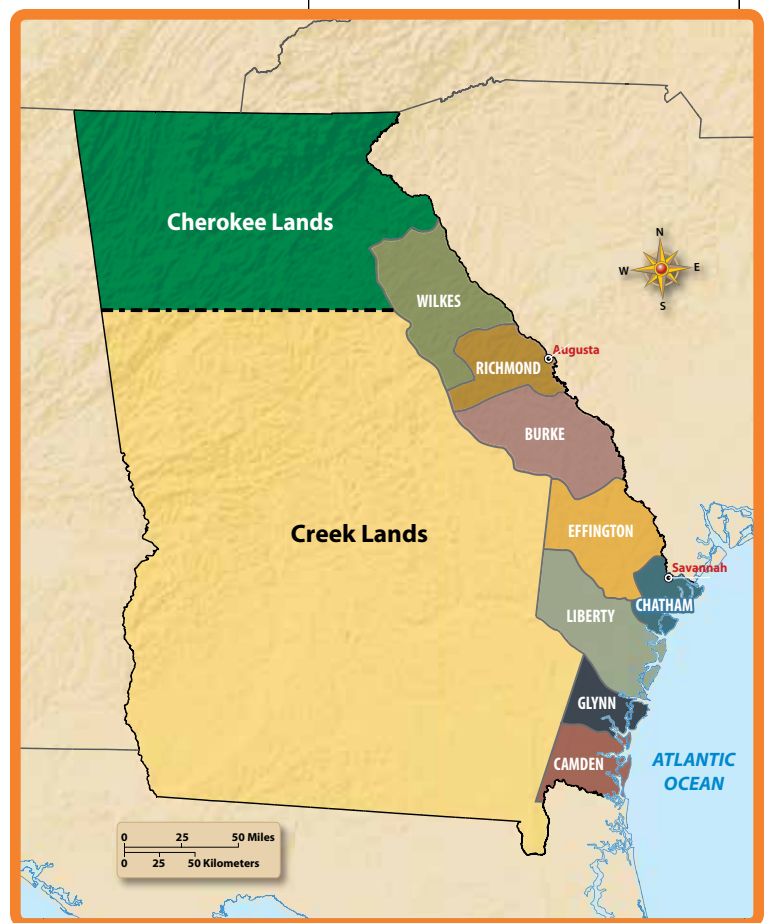 Cherokee Lands
N
W
E
S
WILKES
Augusta
RICHMOND
BURKE
Creek Lands
EFFINGTON
Savannah
CHATHAM
LIBERTY
GLYNN
CAMDEN
ATLANTIC
OCEAN
0 25 50 Miles
0 25 50 Kilometers